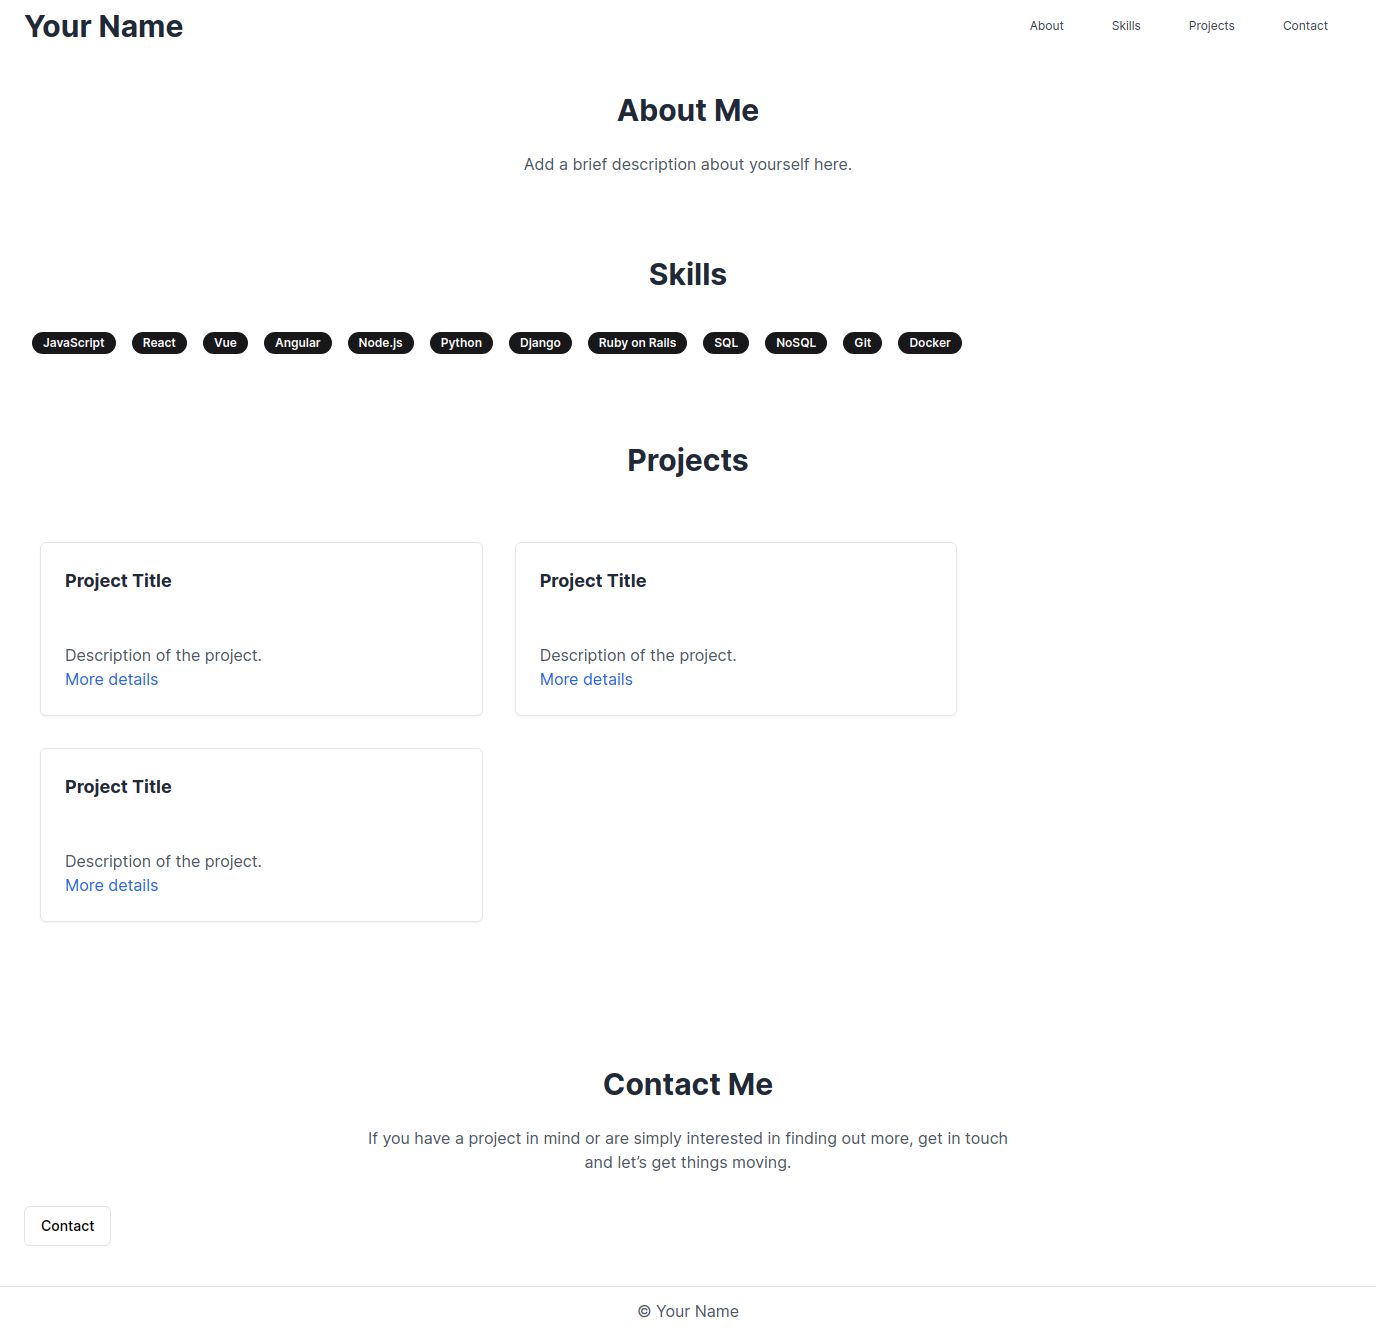 Your Name
About Skills Projects Contact
About Me
Add a brief description about yourself here.
Skills
JavaScript React Vue Angular Node.js Python Django Ruby on Rails SQL NoSQL Git Docker
Projects
Project Title
Description of the project.
More details
Project Title
Description of the project.
More details
Project Title
Description of the project.
More details
Contact Me
If you have a project in mind or are simply interested in finding out more, get in touch
and let’s get things moving.
Contact
© Your Name